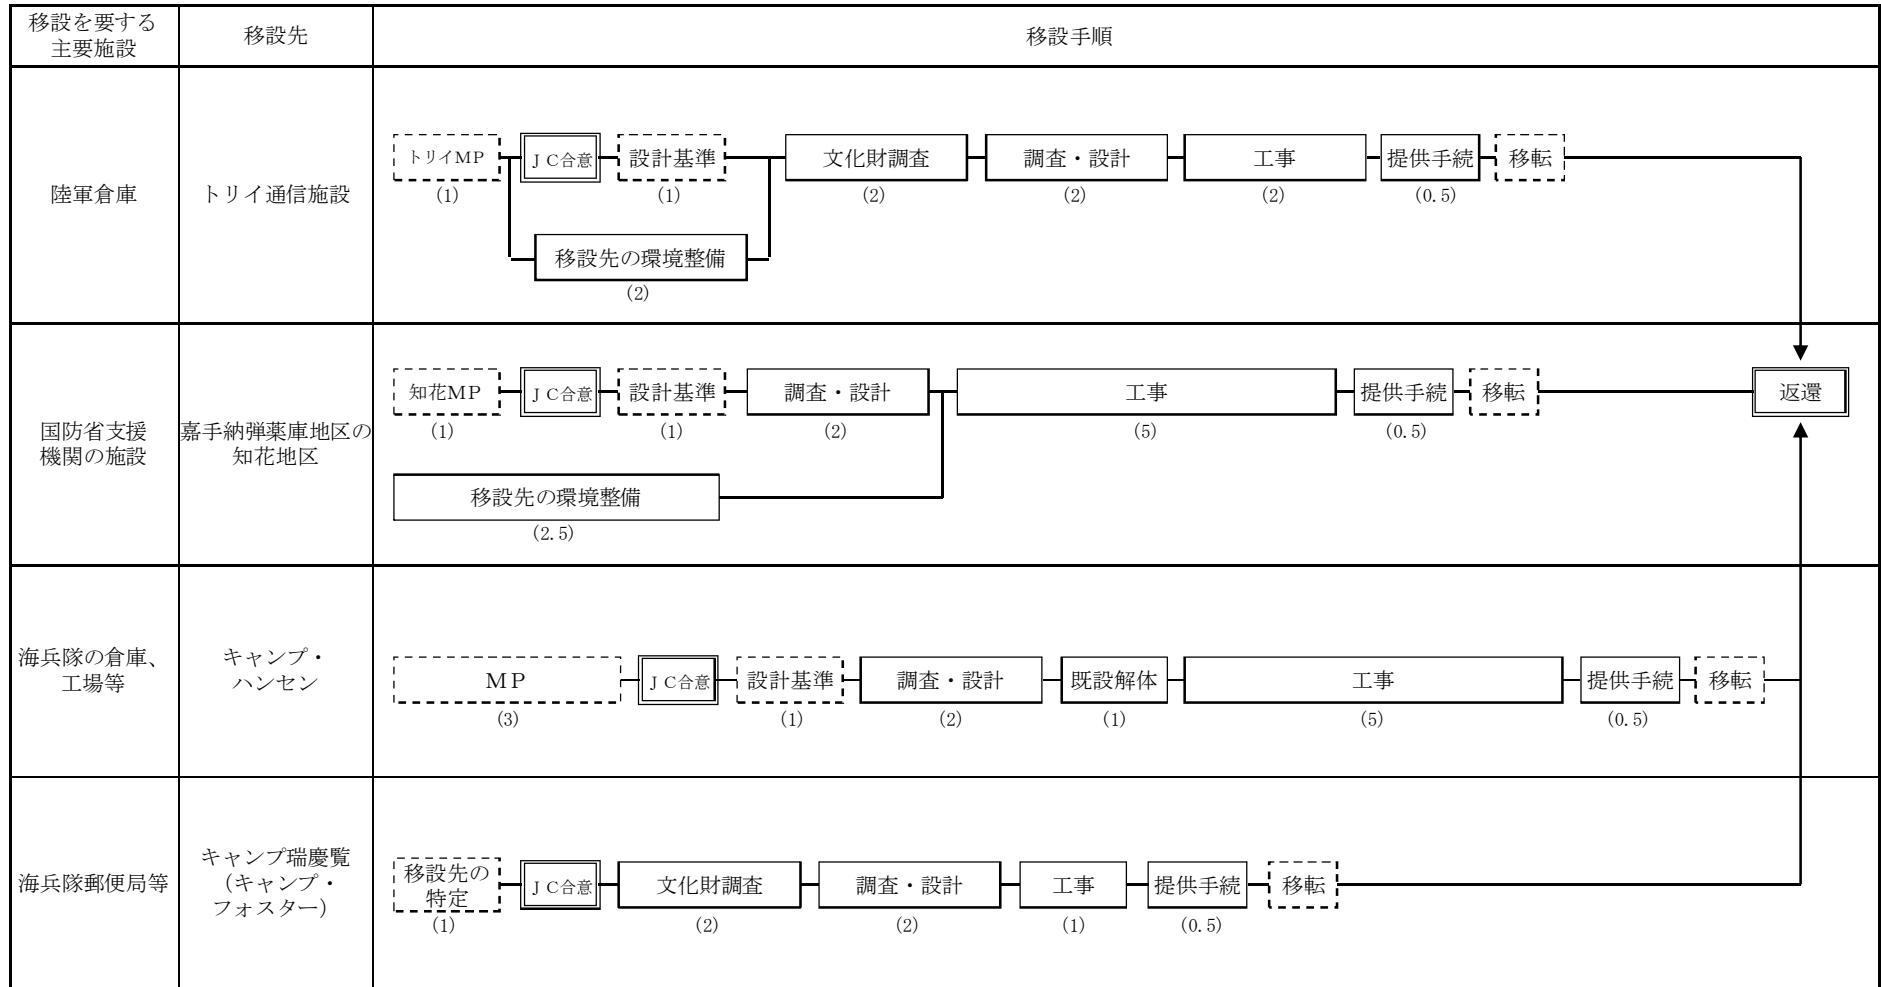 移設を要する
主要施設
移設先
移設手順
陸軍倉庫
トリイ通信施設
トリイMP
ＪＣ合意
設計基準
文化財調査
調査・設計
工事
提供手続
移転
(1)
(1)
(2)
(2)
(2)
(0.5)
移設先の環境整備
(2)
国防省支援
機関の施設
嘉手納弾薬庫地区の
知花地区
知花MP
ＪＣ合意
設計基準
調査・設計
工事
提供手続
移転
返還
(1)
(1)
(2)
(5)
(0.5)
移設先の環境整備
(2.5)
海兵隊の倉庫、
工場等
キャンプ・
ハンセン
ＭＰ
ＪＣ合意
設計基準
調査・設計
既設解体
工事
提供手続
移転
(3)
(1)
(2)
(1)
(5)
(0.5)
海兵隊郵便局等
キャンプ瑞慶覧
（キャンプ・
フォスター）
移設先の
特定
ＪＣ合意
文化財調査
調査・設計
工事
提供手続
移転
(1)
(2)
(2)
(1)
(0.5)